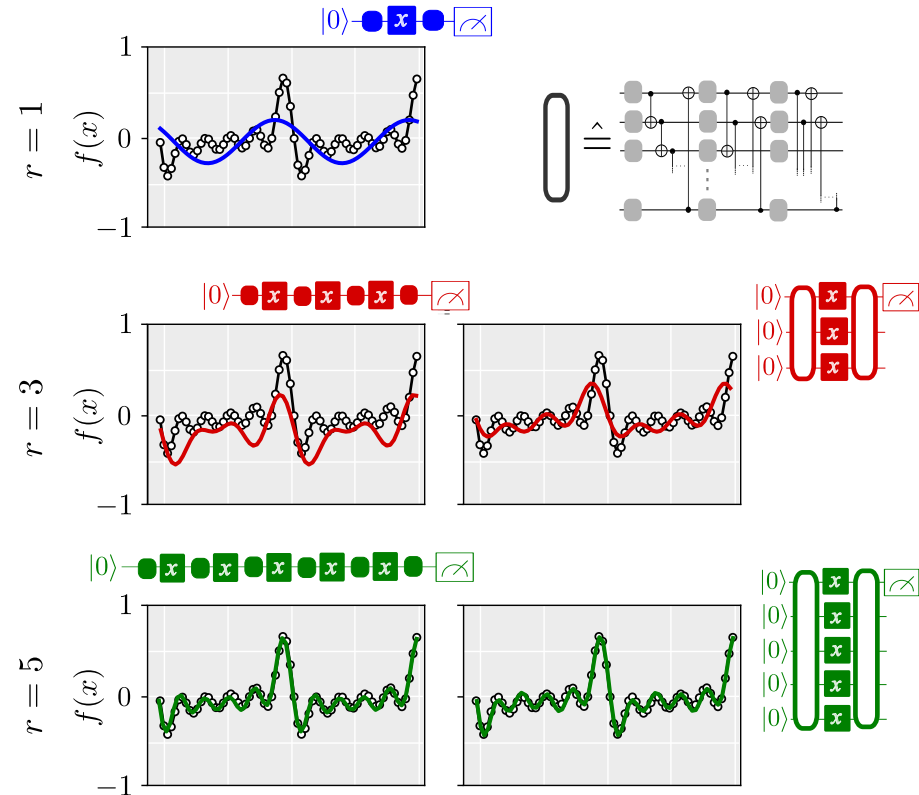 |0⟩ x
1
0
−1
r = 1
f(x)
≙
|0⟩ x x x
|0⟩ x
|0⟩ x
|0⟩ x
1
0
−1
r = 3
f(x)
|0⟩ x x x x x
|0⟩ x
|0⟩ x
|0⟩ x
|0⟩ x
|0⟩ x
1
0
−1
r = 5
f(x)